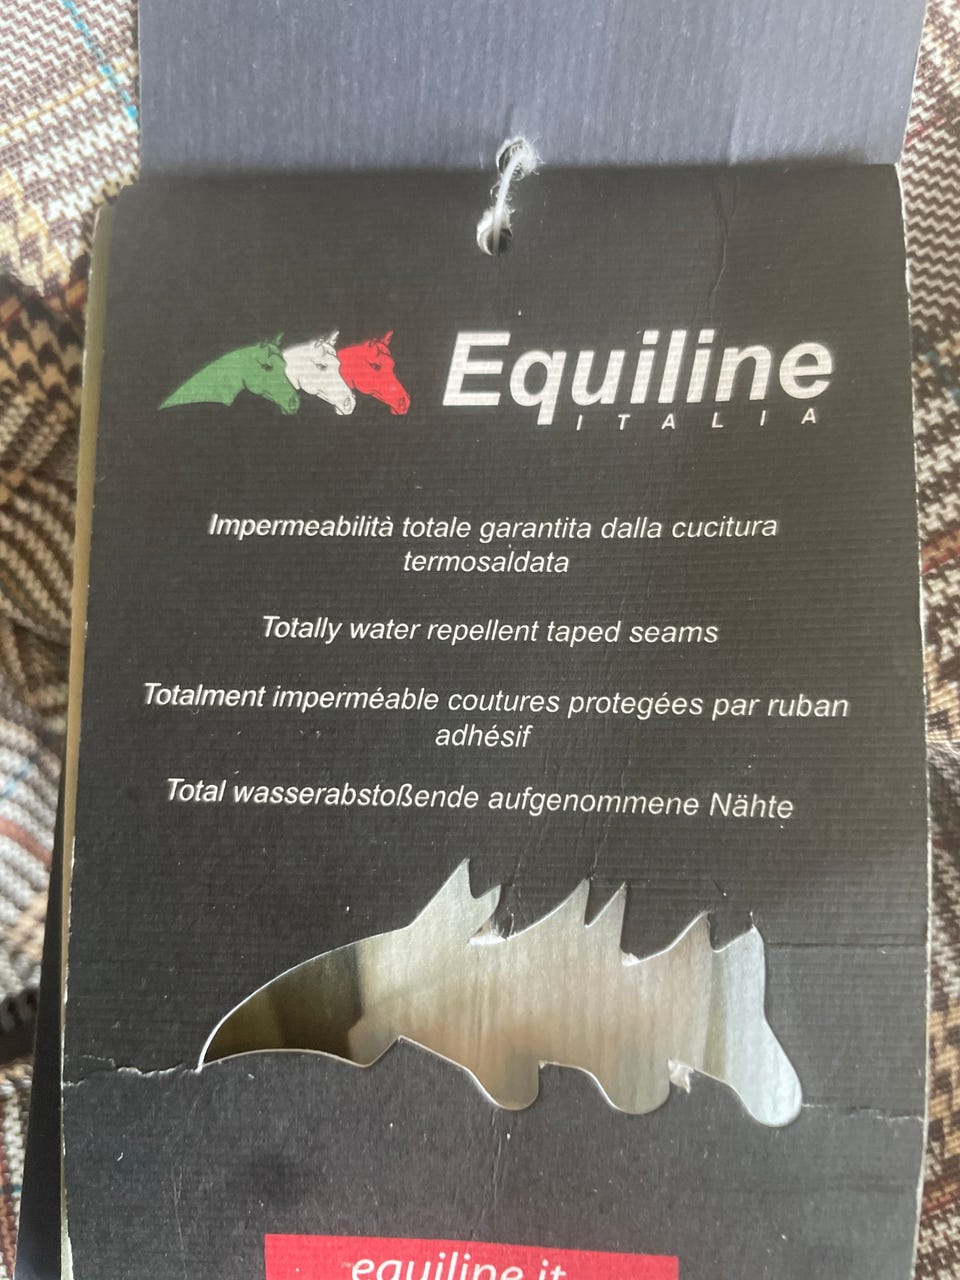 Equiline
ITALIA
Impermeabilità totale garantita dalla cucitura
termosaldata
Totally water repellent taped seams
Totalment imperméable coutures protegées par ruban
adhésif
Total wasserabstoßende aufgenommene Nähte
equiline.it